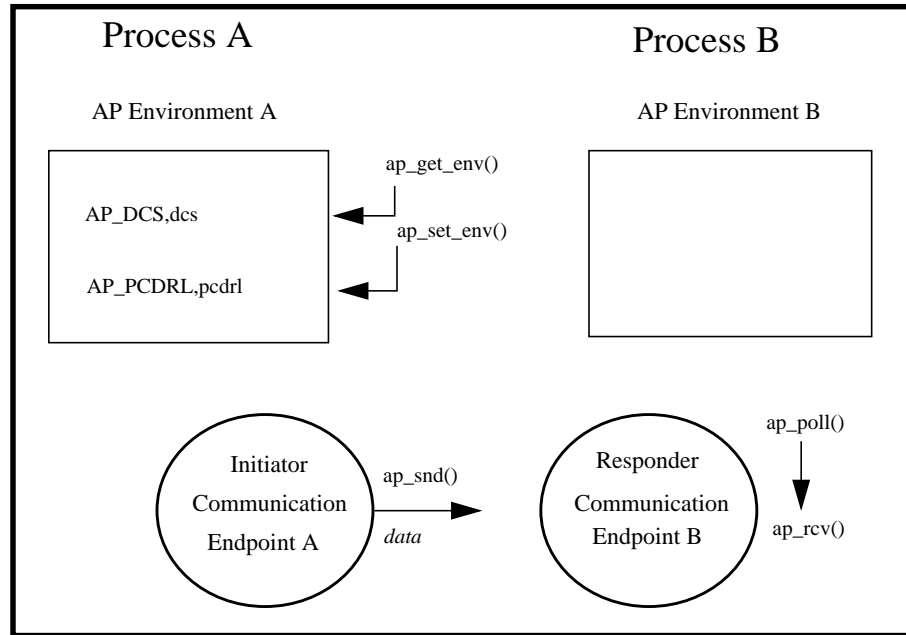 Process A
Process B
AP Environment A
AP Environment B
ap_get_env()
AP_DCS,dcs
ap_set_env()
AP_PCDRL,pcdrl
Initiator
Communication
Endpoint A
ap_snd()
data
Responder
Communication
Endpoint B
ap_poll()
ap_rcv()